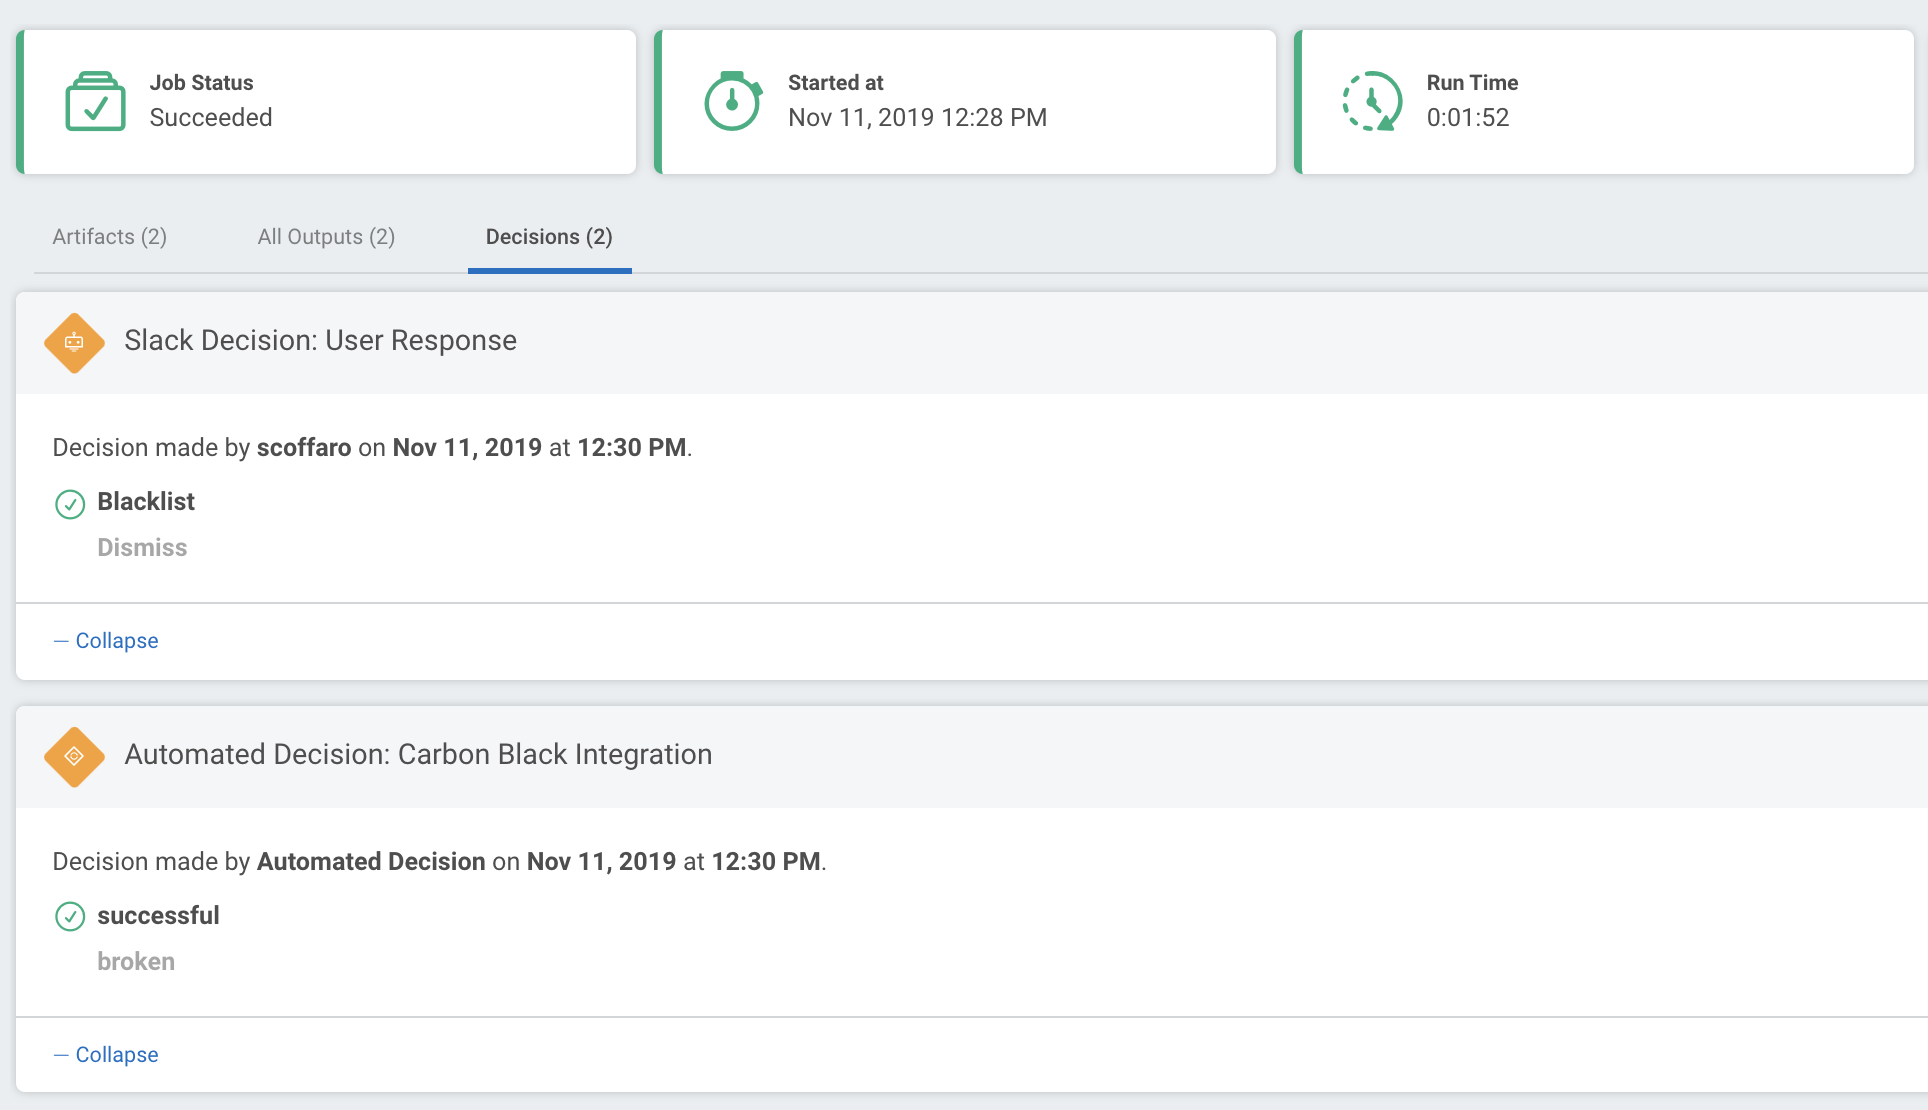 Job Status
Succeeded
Started at
Nov 11, 2019 12:28 PM
Run Time
0:01:52
Artifacts (2)
All Outputs (2)
Decisions (2)
Slack Decision: User Response
Decision made by scoffaro on Nov 11, 2019 at 12:30 PM.
Blacklist
Dismiss
— Collapse
Automated Decision: Carbon Black Integration
Decision made by Automated Decision on Nov 11, 2019 at 12:30 PM.
successful
broken
— Collapse